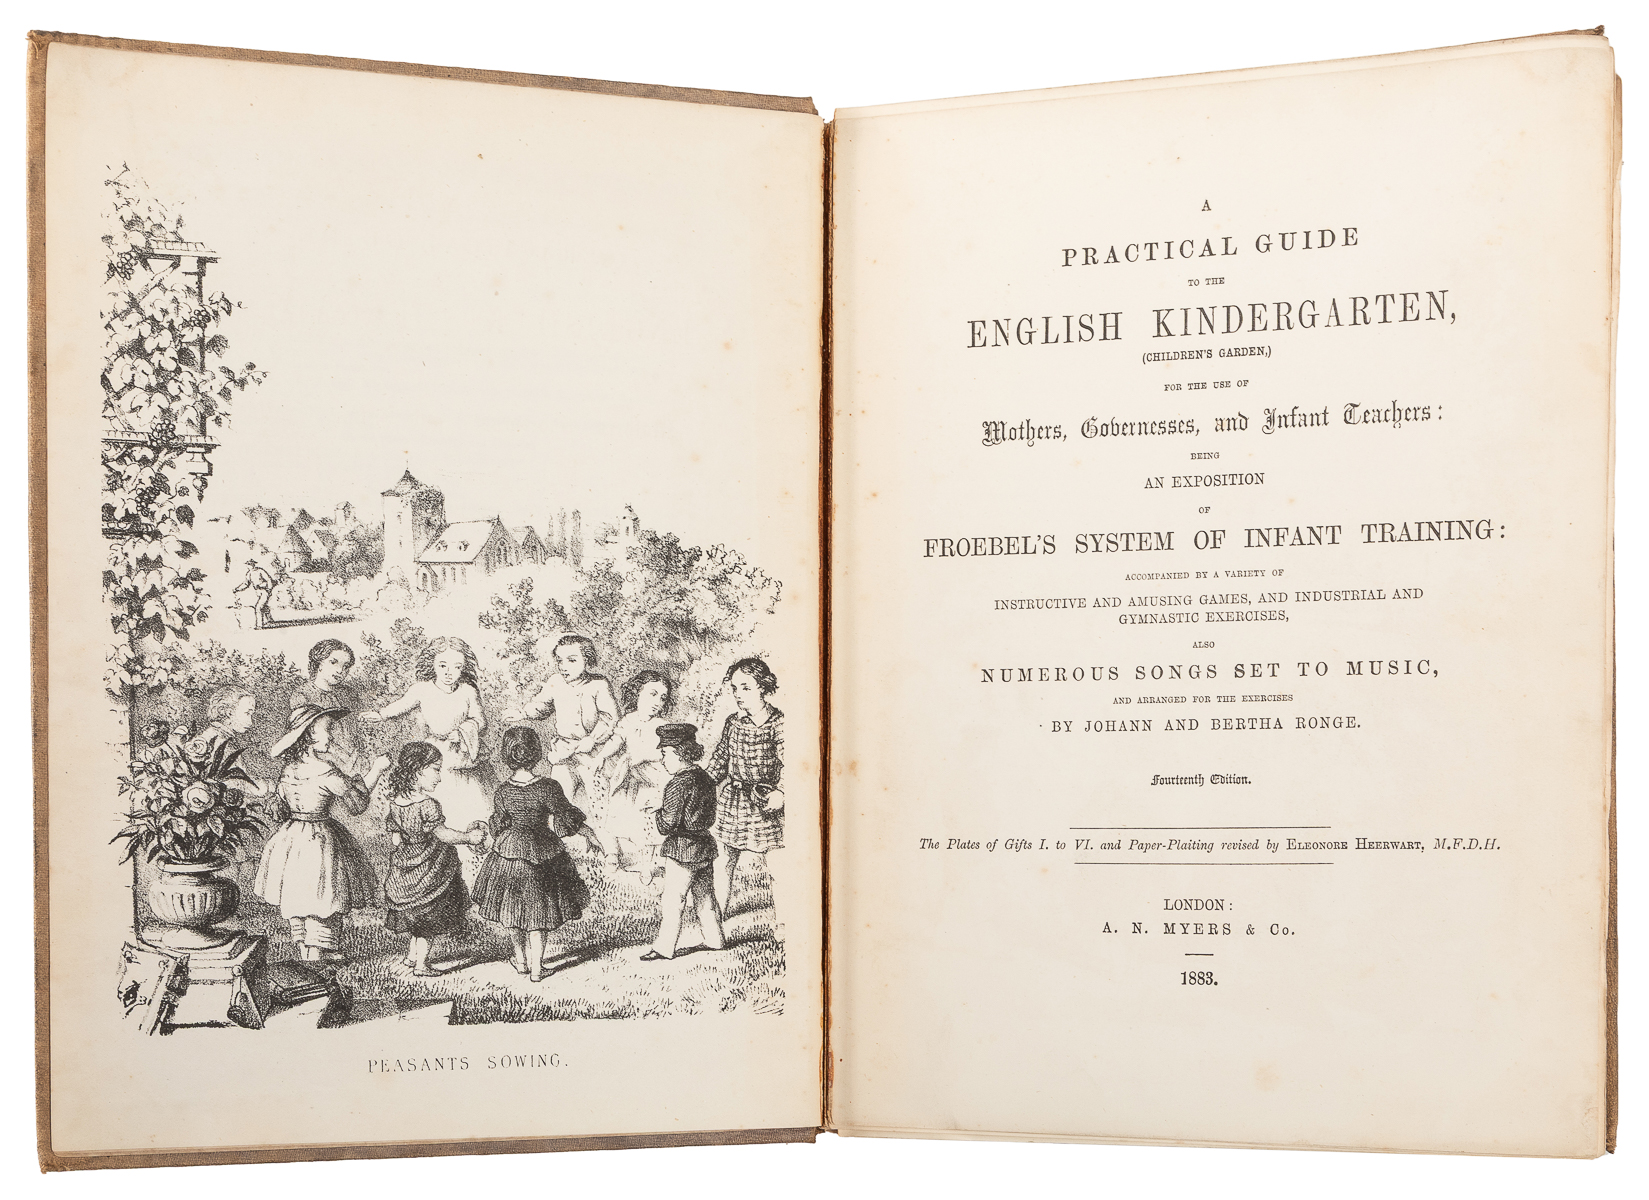 PEASANTS SOWING.
A
PRACTICAL GUIDE
TO THE
ENGLISH KINDERGARTEN,
(CHILDREN'S GARDEN,)
FOR THE USE OF
Mothers, Governesses, and Infant Teachers:
BEING
AN EXPOSITION
OF
FROEBEL'S SYSTEM OF INFANT TRAINING:
ACCOMPANIED BY A VARIETY OF
INSTRUCTIVE AND AMUSING GAMES, AND INDUSTRIAL AND
GYMNASTIC EXERCISES,
ALSO
NUMEROUS SONGS SET TO MUSIC,
AND ARRANGED FOR THE EXERCISES
BY JOHANN AND BERTHA RONGE.
Fourteenth Edition.
The Plates of Gifts I. to VI. and Paper-Plaiting revised by ELEONORE HEERWART, M.F.D.H.
LONDON:
A. N. MYERS & Co.
1883.